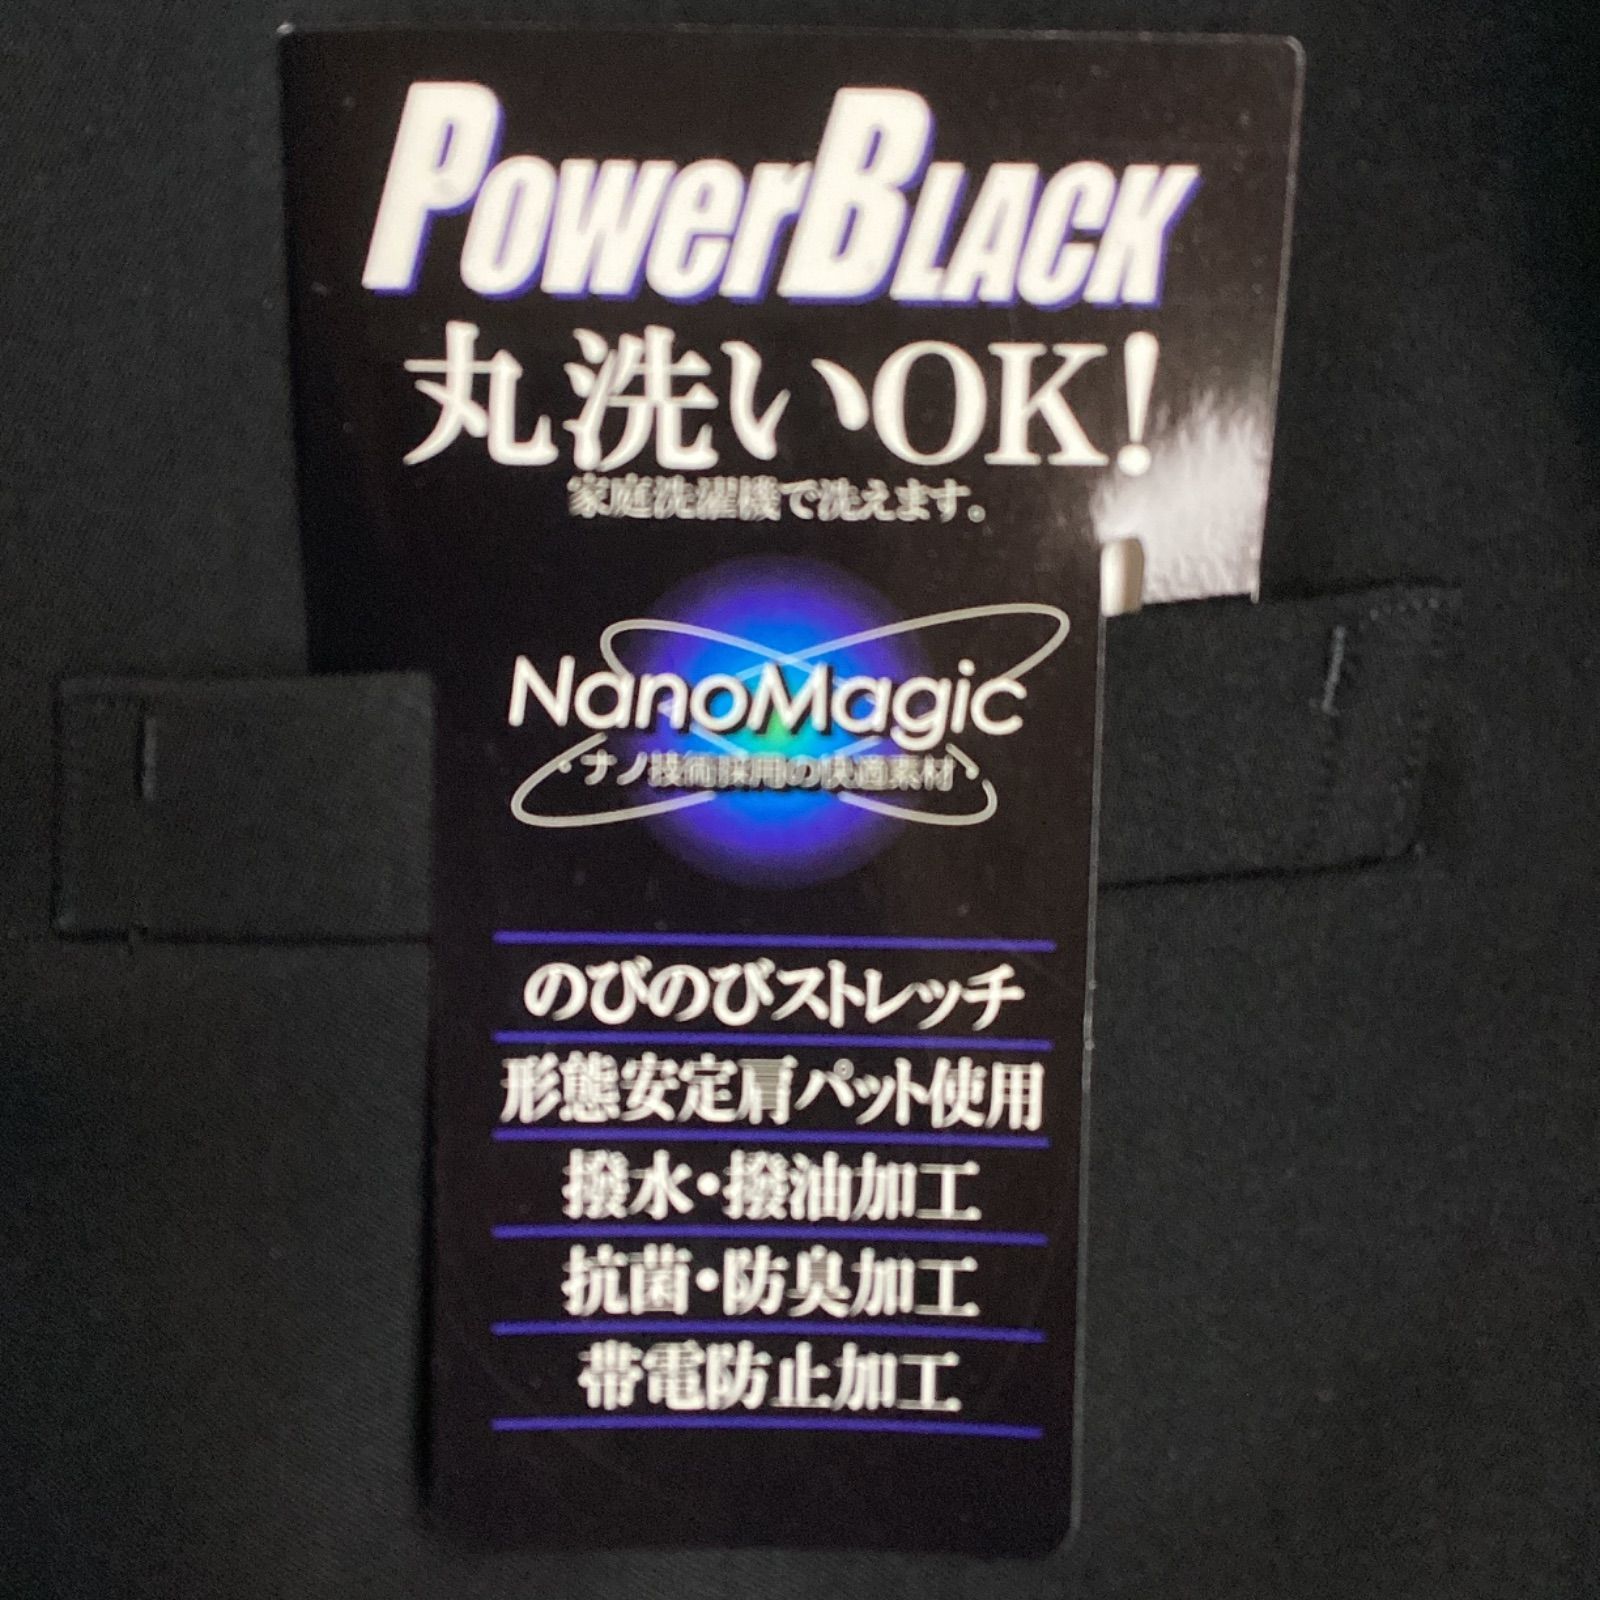 PowerBLACK
丸洗いOK!
家庭洗濯機で洗えます。
NanoMagic
・ナノ技術採用の快適素材・
のびのびストレッチ
形態安定肩パット使用
撥水・撥油加工
抗菌・防臭加工
帯電防止加工